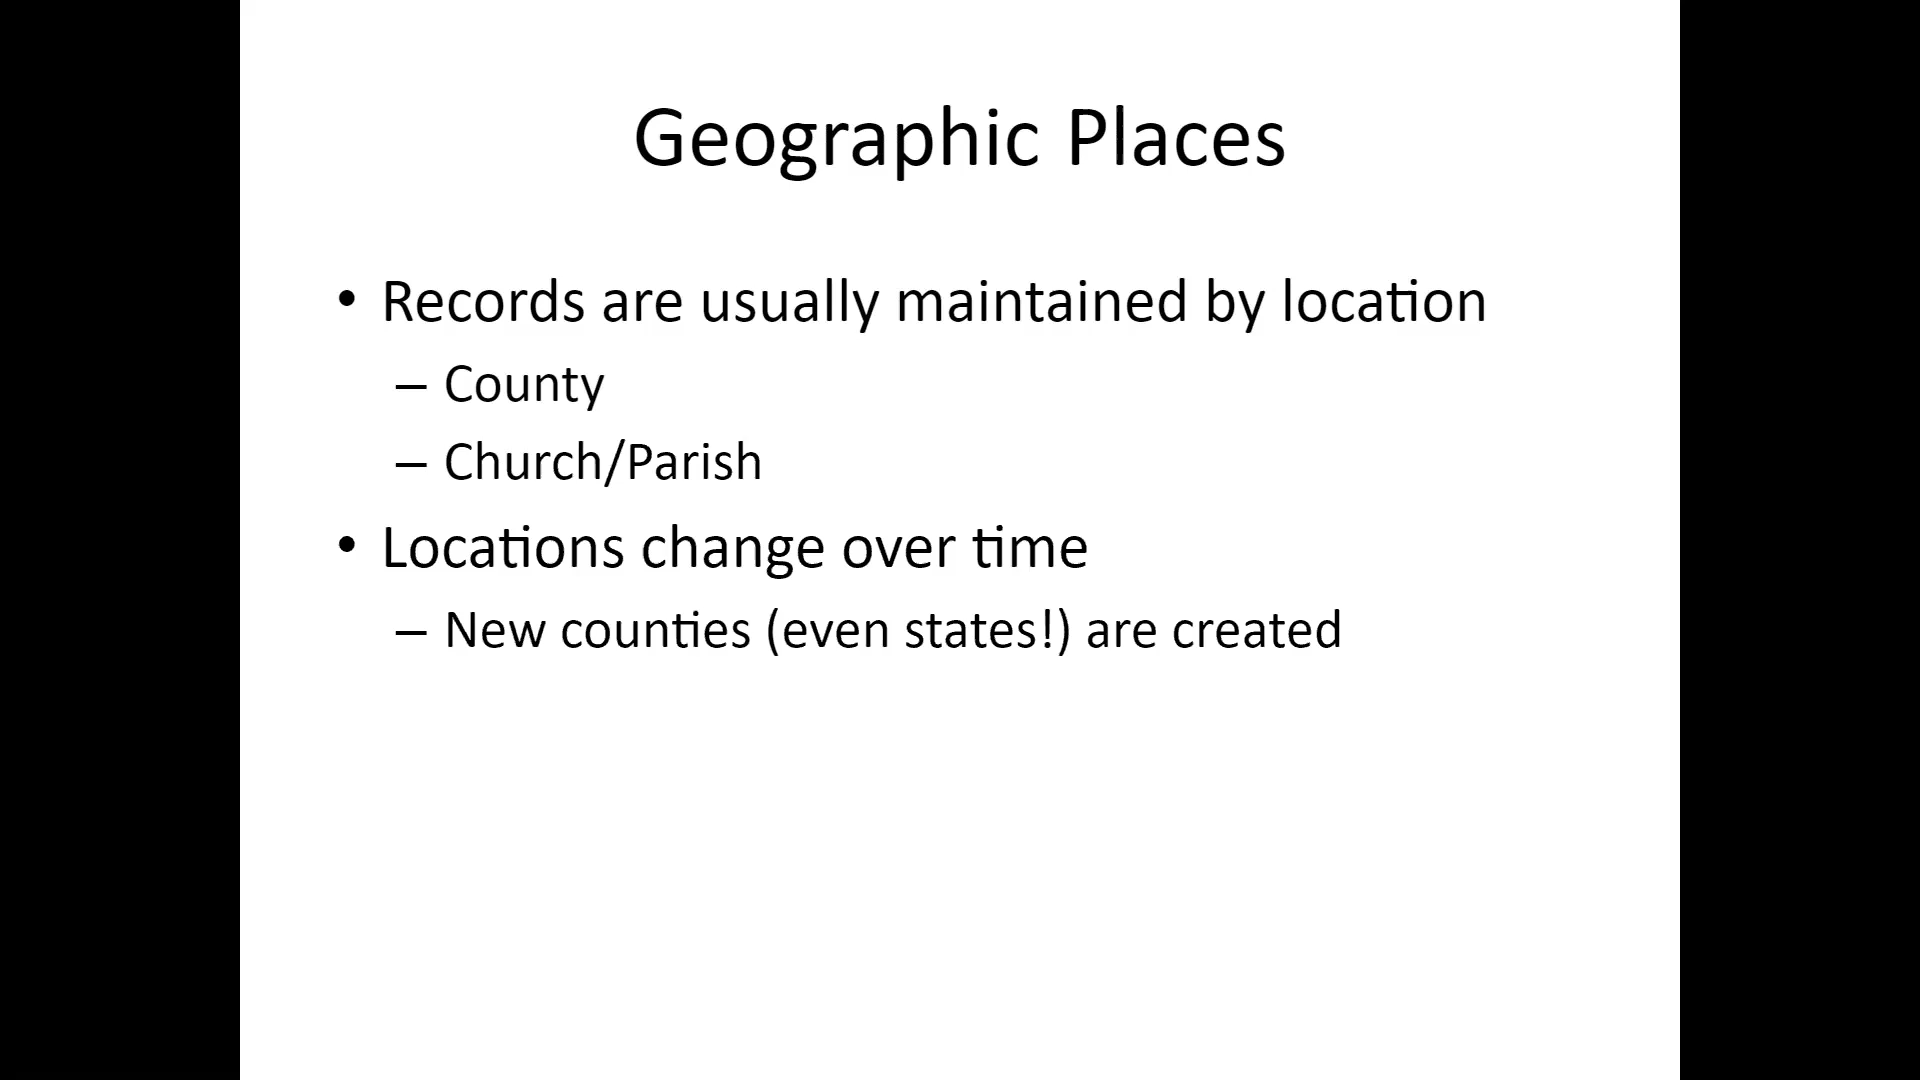 Geographic Places
• Records are usually maintained by location
– County
– Church/Parish
• Locations change over time
– New counties (even states!) are created